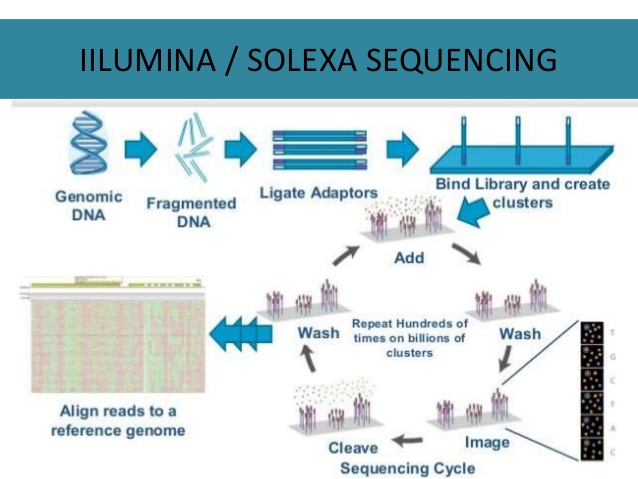 IILUMINA / SOLEXA SEQUENCING
Genomic
DNA
Fragmented
DNA
Ligate Adaptors
Bind Library and create
clusters
Add
Wash
Repeat Hundreds of
times on billions of
clusters
Wash
T
G
C
T
A
C
Align reads to a
reference genome
Cleave
Image
Sequencing Cycle